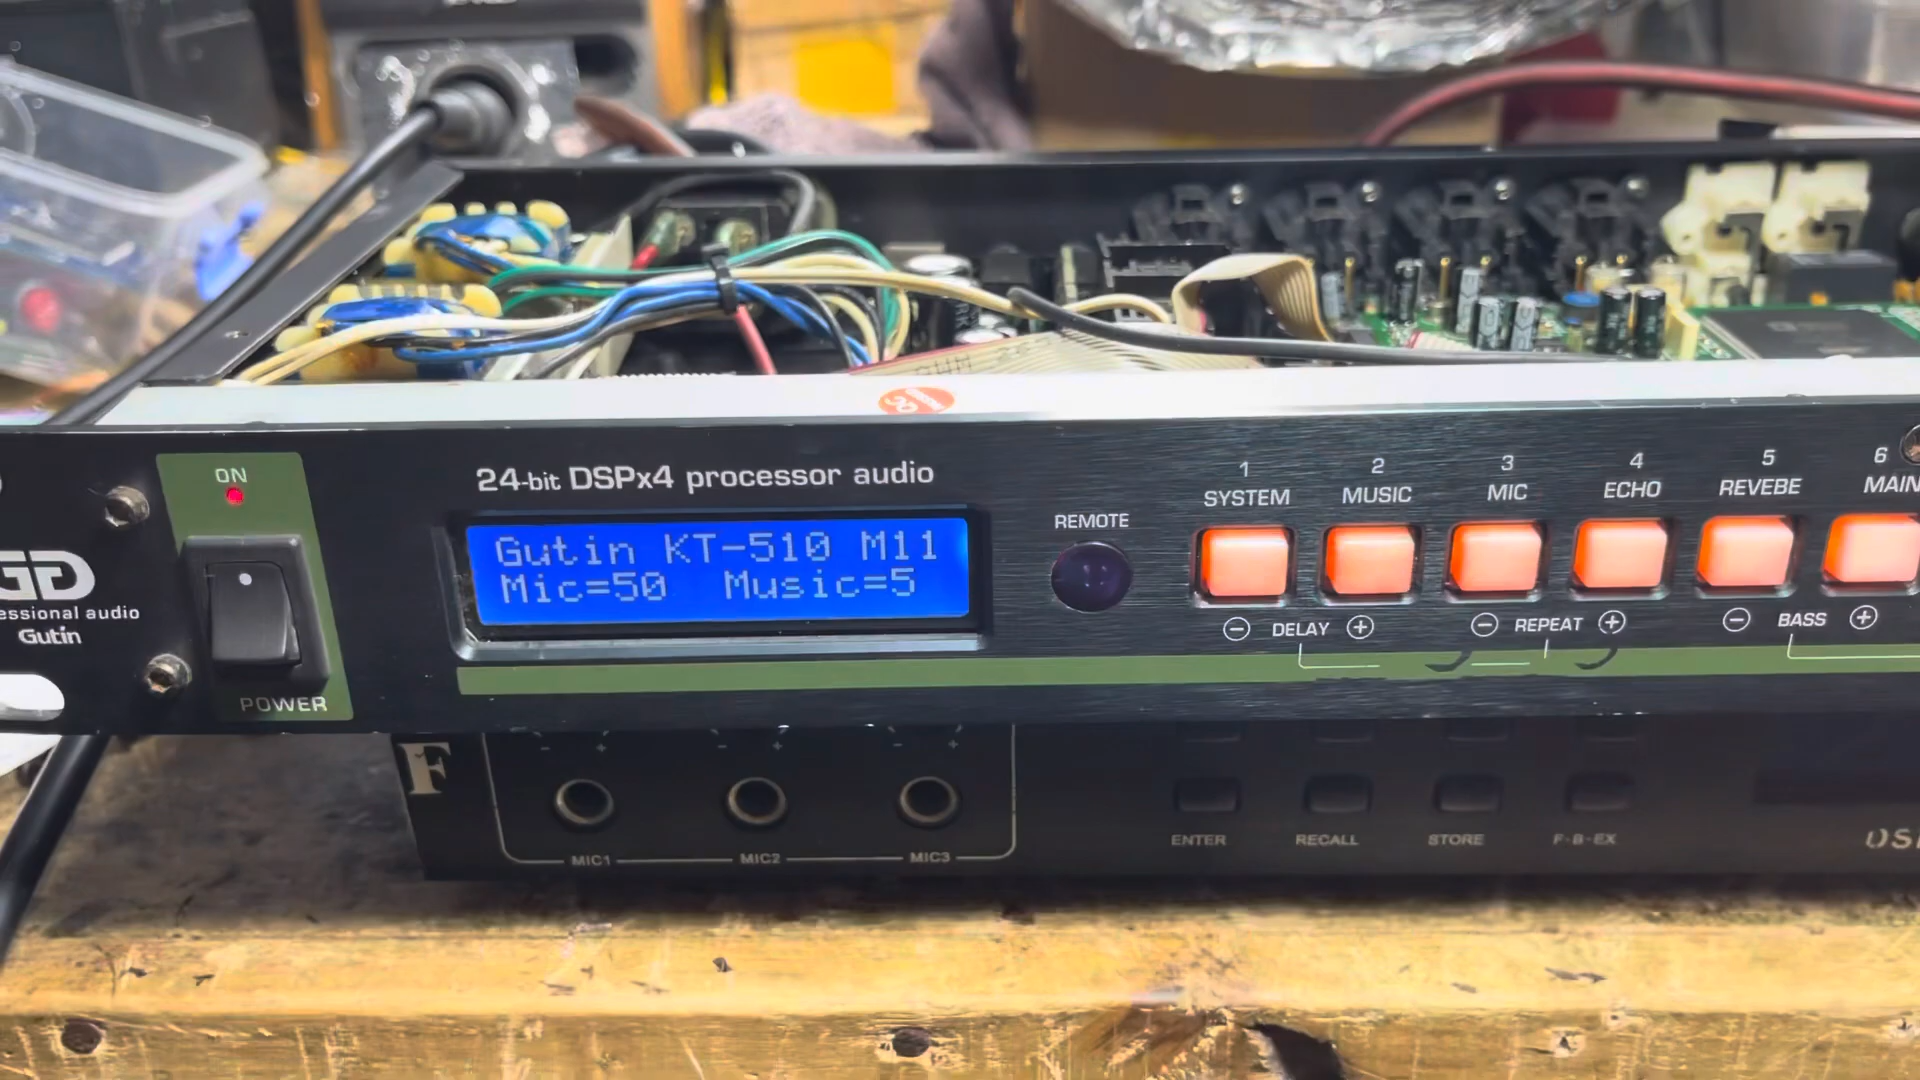 ON
24-bit DSPx4 processor audio
Gutin KT-510 M11
Mic=50 Music=5
REMOTE
1 2 3 4 5 6
SYSTEM MUSIC MIC ECHO REVEBE MAIN
− DELAY + − REPEAT + − BASS +
essional audio
Gutin
POWER
F
- + - + - +
MIC1 MIC2 MIC3
ENTER RECALL STORE F-B-EX